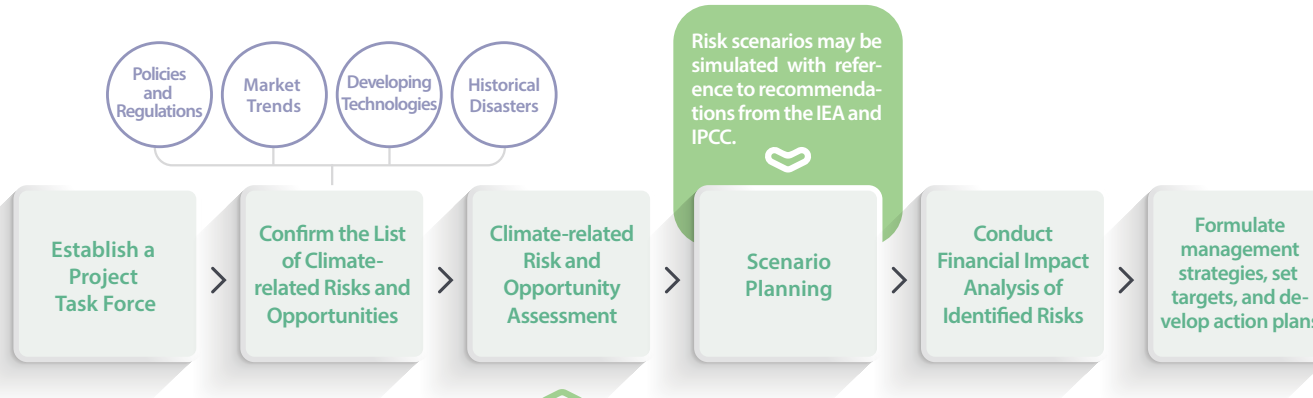 Policies
and
Regulations
Market
Trends
Developing
Technologies
Historical
Disasters
Risk scenarios may be
simulated with refer-
ence to recommenda-
tions from the IEA and
IPCC.
Establish a
Project
Task Force
Confirm the List
of Climate-
related Risks and
Opportunities
Climate-related
Risk and
Opportunity
Assessment
Scenario
Planning
Conduct
Financial Impact
Analysis of
Identified Risks
Formulate
management
strategies, set
targets, and de-
velop action plans